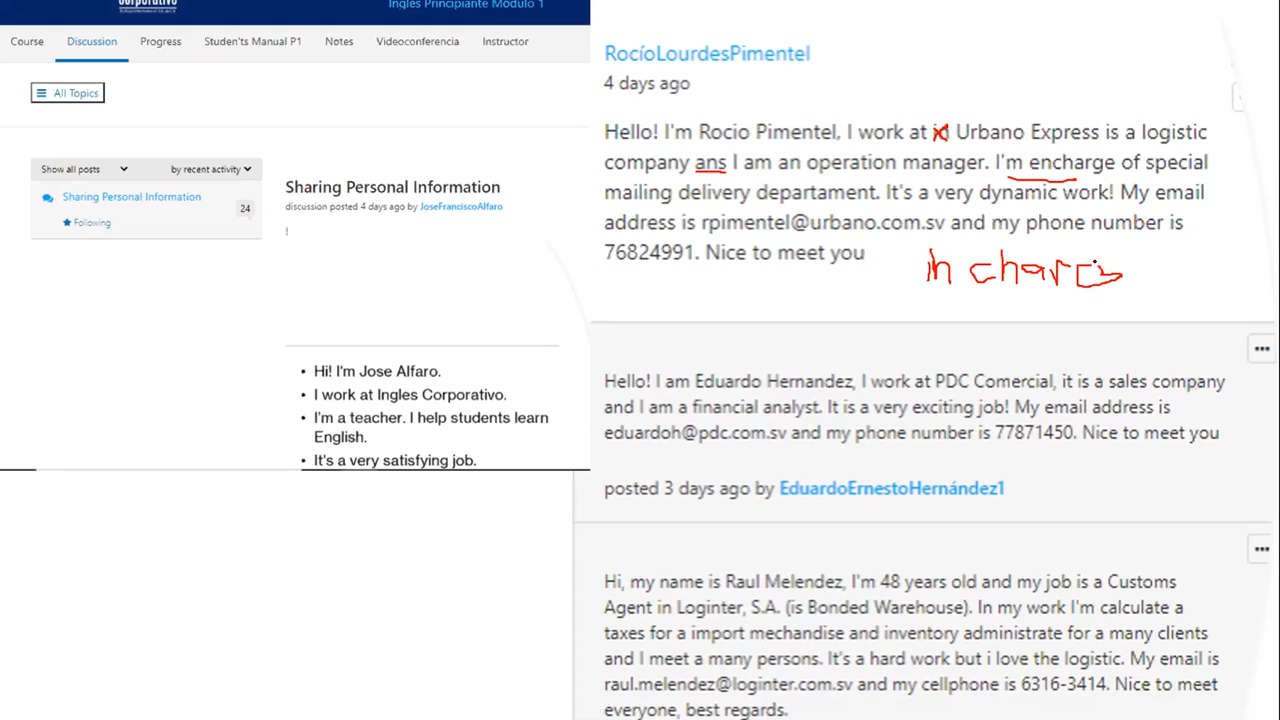 Corporativo
Ingles Principiante Modulo 1
Course Discussion Progress Studen'ts Manual P1 Notes Videoconferencia Instructor
All Topics
Show all posts by recent activity
Sharing Personal Information
24
Following
Sharing Personal Information
discussion posted 4 days ago by JoseFranciscoAlfaro
!
• Hi! I'm Jose Alfaro.
• I work at Ingles Corporativo.
• I'm a teacher. I help students learn
English.
• It's a very satisfying job.
RocíoLourdesPimentel
4 days ago
Hello! I'm Rocio Pimentel, I work at Urbano Express is a logistic
company ans I am an operation manager. I'm encharge of special
mailing delivery departament. It's a very dynamic work! My email
address is rpimentel@urbano.com.sv and my phone number is
76824991. Nice to meet you
in charg
Hello! I am Eduardo Hernandez, I work at PDC Comercial, it is a sales company
and I am a financial analyst. It is a very exciting job! My email address is
eduardoh@pdc.com.sv and my phone number is 77871450. Nice to meet you
posted 3 days ago by EduardoErnestoHernández1
Hi, my name is Raul Melendez, I'm 48 years old and my job is a Customs
Agent in Loginter, S.A. (is Bonded Warehouse). In my work I'm calculate a
taxes for a import mechandise and inventory administrate for a many clients
and I meet a many persons. It's a hard work but i love the logistic. My email is
raul.melendez@loginter.com.sv and my cellphone is 6316-3414. Nice to meet
everyone, best regards.